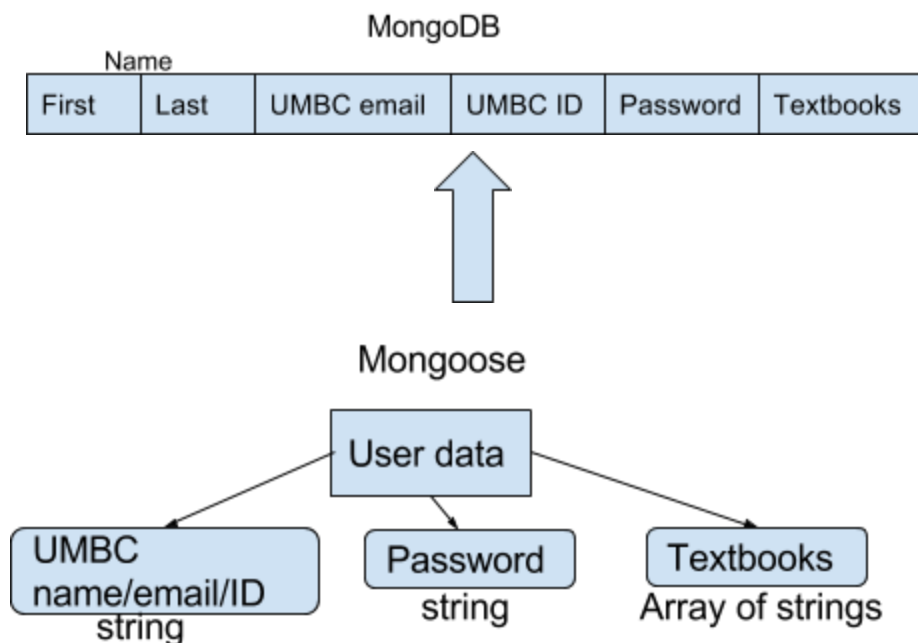 MongoDB
Name
First Last UMBC email UMBC ID Password Textbooks
Mongoose
User data
UMBC
name/email/ID
string
Password
string
Textbooks
Array of strings